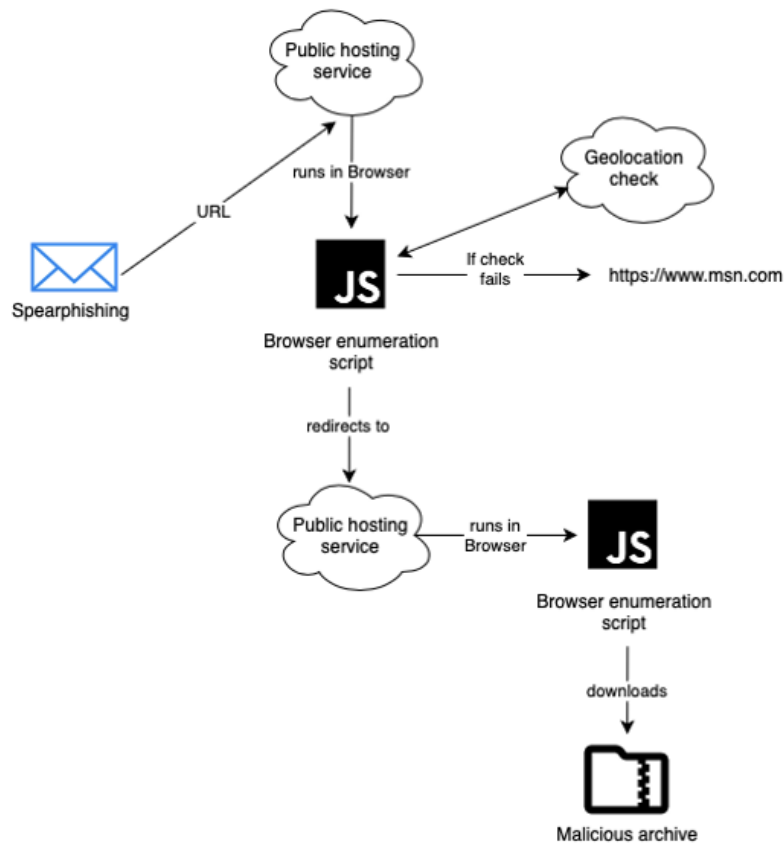 Public hosting
service
runs in Browser
Geolocation
check
URL
Spearphishing
JS
If check
fails
https://www.msn.com
Browser enumeration
script
redirects to
Public hosting
service
runs in
Browser
JS
Browser enumeration
script
downloads
Malicious archive